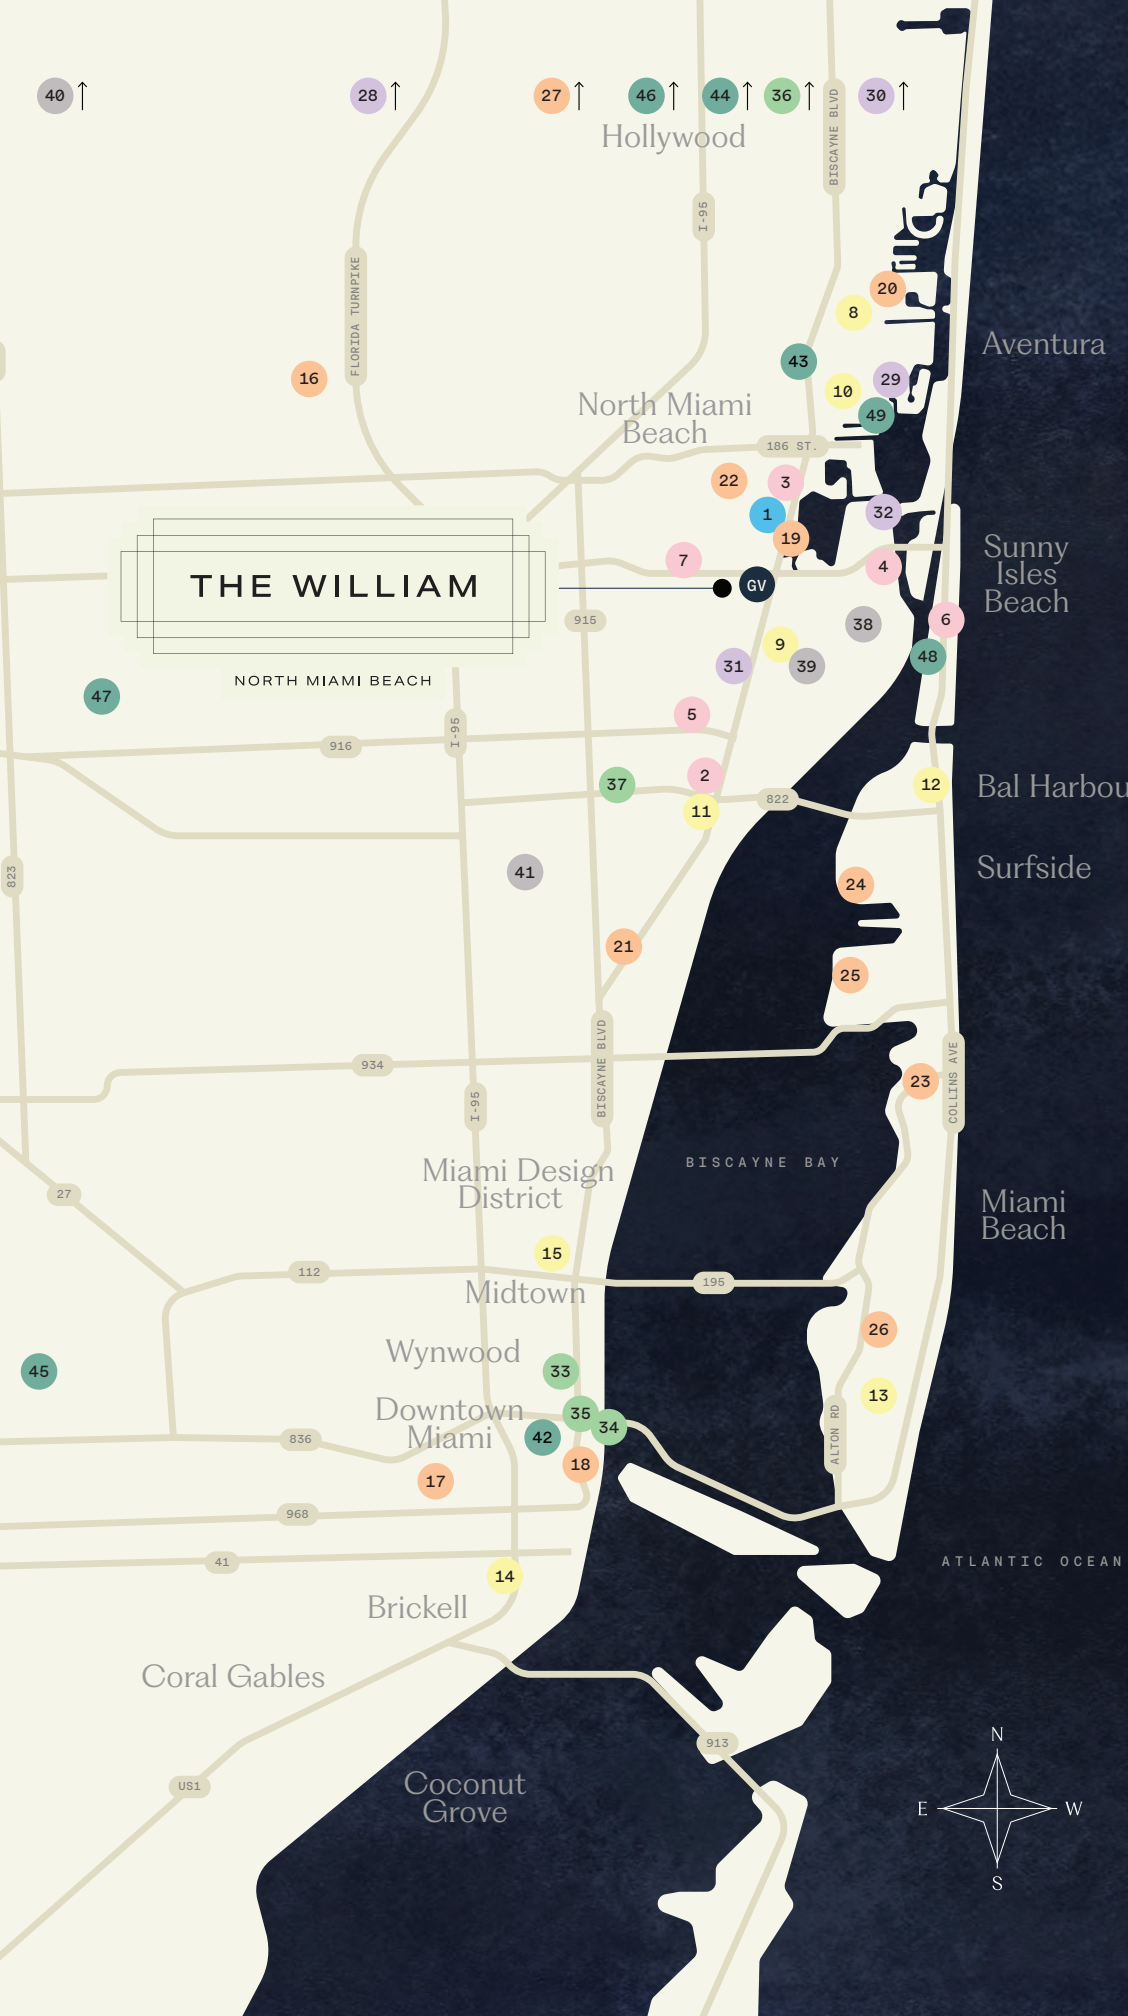 40
28
27
46
44
36
30
Hollywood
BISCAYNE BLVD
I-95
FLORIDA TURNPIKE
20
8
Aventura
43
16
10
29
49
North Miami
Beach
186 ST.
22
3
1
32
19
Sunny
Isles
Beach
7
4
THE WILLIAM
GV
915
6
38
9
48
31
39
NORTH MIAMI BEACH
47
5
I-95
916
2
37
12
Bal Harbou
822
11
823
41
24
Surfside
21
25
BISCAYNE BLVD
934
COLLINS AVE
23
I-95
BISCAYNE BAY
Miami Design
District
27
Miami
Beach
15
112
195
Midtown
26
Wynwood
45
33
13
Downtown
Miami
35
34
ALTON RD
836
42
18
17
968
41
ATLANTIC OCEAN
14
Brickell
Coral Gables
N
913
US1
Coconut
Grove
E
W
S